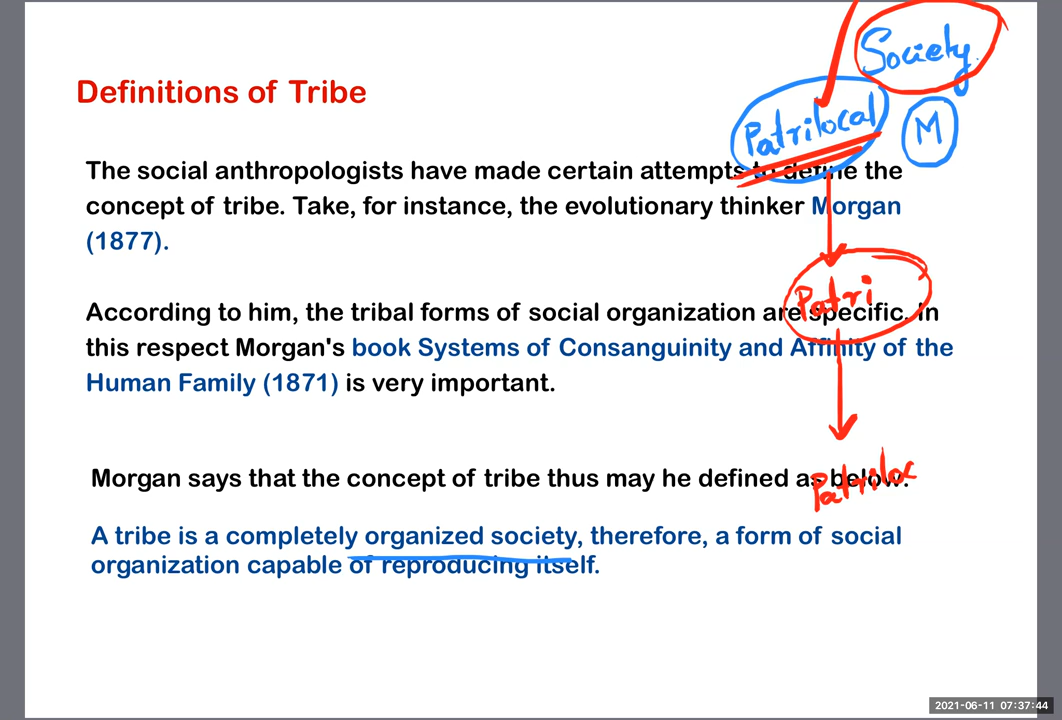 Society
Patrilocal
M
Definitions of Tribe
The social anthropologists have made certain attempts to define the
concept of tribe. Take, for instance, the evolutionary thinker Morgan
(1877).
Patri
According to him, the tribal forms of social organization are specific. In
this respect Morgan's book Systems of Consanguinity and Affinity of the
Human Family (1871) is very important.
Morgan says that the concept of tribe thus may he defined as below.
Patriloc
A tribe is a completely organized society, therefore, a form of social
organization capable of reproducing itself.
2021-06-11 07:37:44